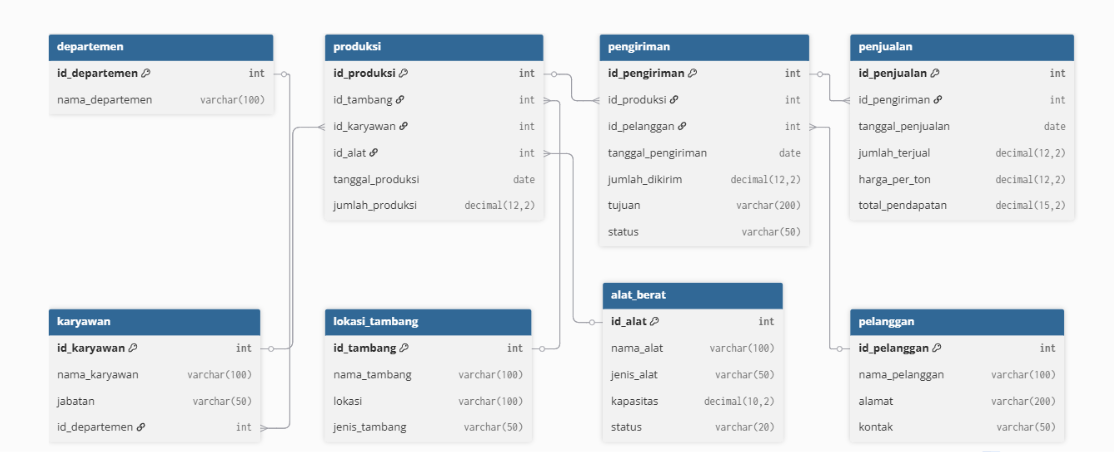 departemen
id_departemen int
nama_departemen varchar(100)
produksi
id_produksi int
id_tambang int
id_karyawan int
id_alat int
tanggal_produksi date
jumlah_produksi decimal(12,2)
pengiriman
id_pengiriman int
id_produksi int
id_pelanggan int
tanggal_pengiriman date
jumlah_dikirim decimal(12,2)
tujuan varchar(200)
status varchar(50)
penjualan
id_penjualan int
id_pengiriman int
tanggal_penjualan date
jumlah_terjual decimal(12,2)
harga_per_ton decimal(12,2)
total_pendapatan decimal(15,2)
karyawan
id_karyawan int
nama_karyawan varchar(100)
jabatan varchar(50)
id_departemen int
lokasi_tambang
id_tambang int
nama_tambang varchar(100)
lokasi varchar(100)
jenis_tambang varchar(50)
alat_berat
id_alat int
nama_alat varchar(100)
jenis_alat varchar(50)
kapasitas decimal(10,2)
status varchar(20)
pelanggan
id_pelanggan int
nama_pelanggan varchar(100)
alamat varchar(200)
kontak varchar(50)